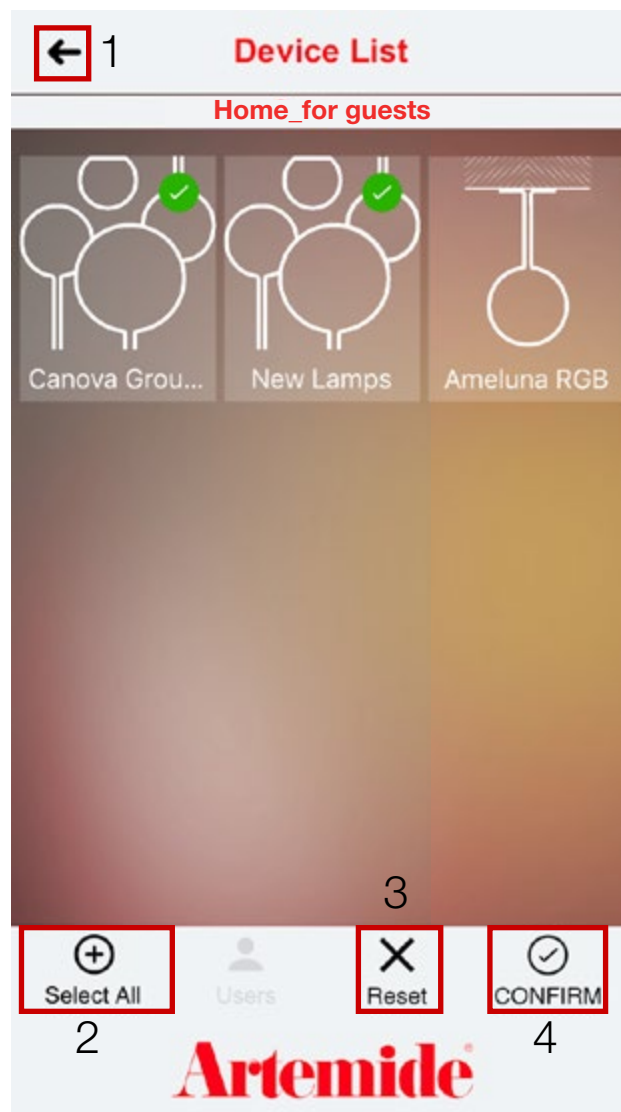 1 Device List
Home_for guests
Canova Grou... New Lamps Ameluna RGB
3
Select All Users Reset CONFIRM
2 4
Artemide®